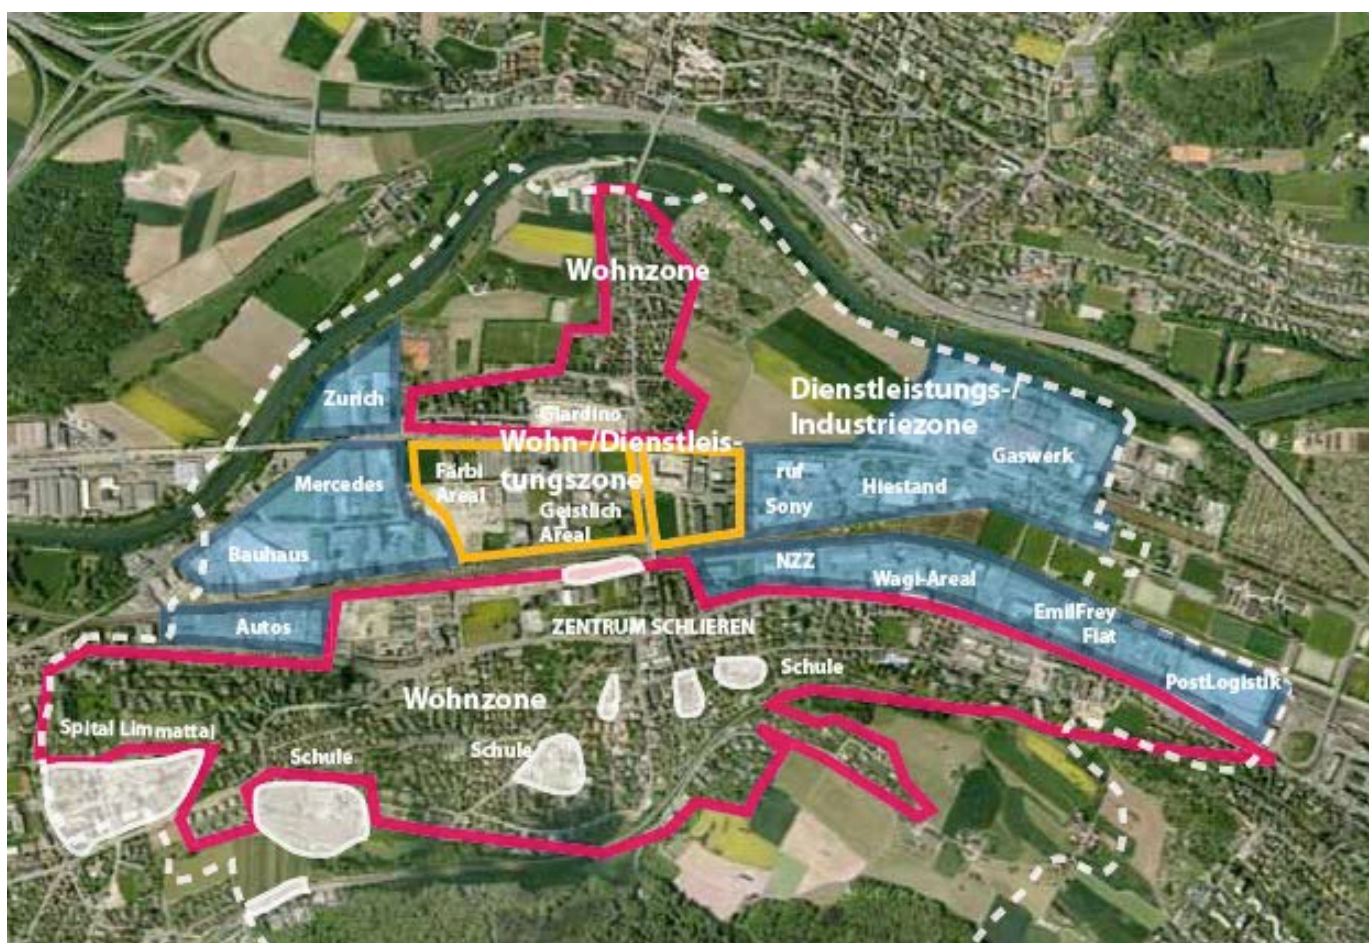 Wohnzone
Dienstleistungs-/
Industriezone
Zurich
Giardino
Wohn-/Dienstleis-
tungszone
Gaswerk
Färbi
Areal
ruf
Mercedes
Hiestand
Sony
Geistlich
Areal
Bauhaus
NZZ
Wagi-Areal
EmilFrey
Fiat
Autos
ZENTRUM SCHLIEREN
Schule
PostLogistik
Wohnzone
Spital Limmattal
Schule
Schule